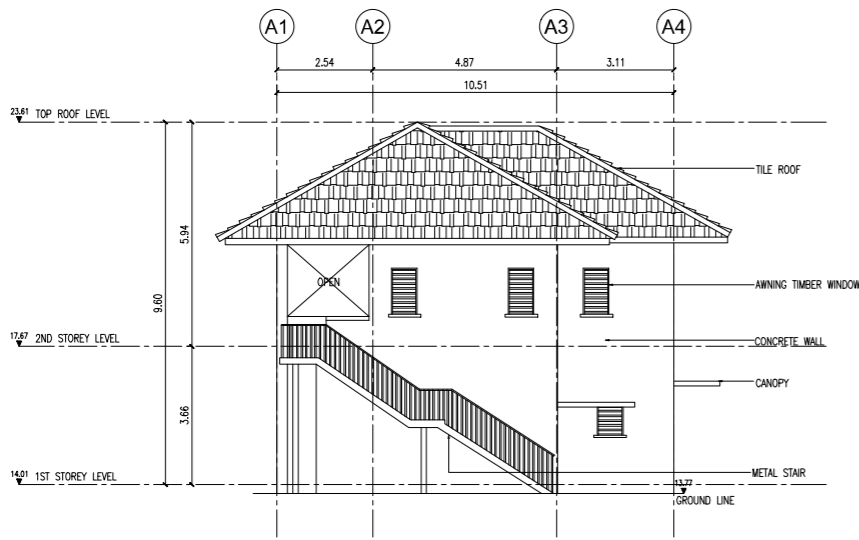 A1 A2 A3 A4
2.54 4.87 3.11
10.51
23.61 TOP ROOF LEVEL
TILE ROOF
5.94
9.60
OPEN
AWNING TIMBER WINDOW
17.67 2ND STOREY LEVEL
CONCRETE WALL
CANOPY
3.66
14.01 1ST STOREY LEVEL
METAL STAIR
13.77
GROUND LINE